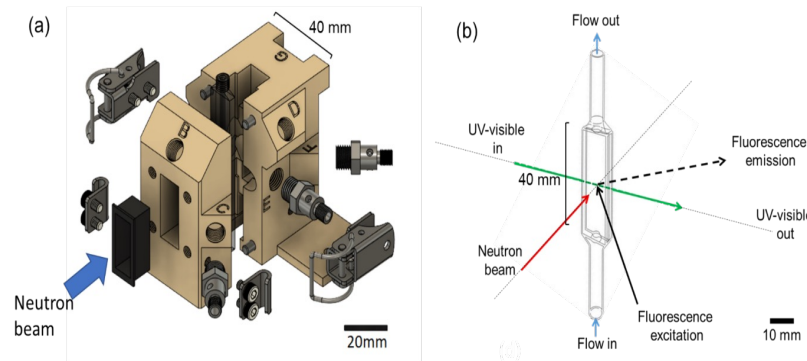 (a)
40 mm
G
B
D
F
C
E
Neutron
beam
20mm
(b)
Flow out
UV-visible
in
Fluorescence
emission
40 mm
UV-visible
out
Neutron
beam
Fluorescence
excitation
Flow in
10 mm